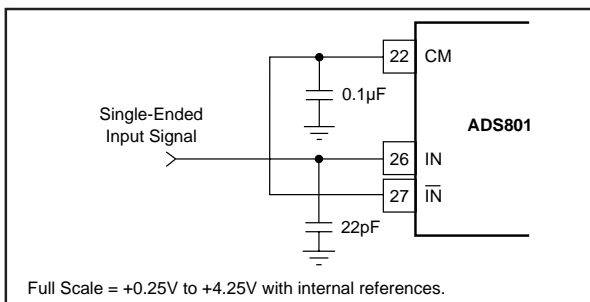 22 CM
0.1µF
Single-Ended
Input Signal
ADS801
26 IN
27 I̅N̅
22pF
Full Scale = +0.25V to +4.25V with internal references.